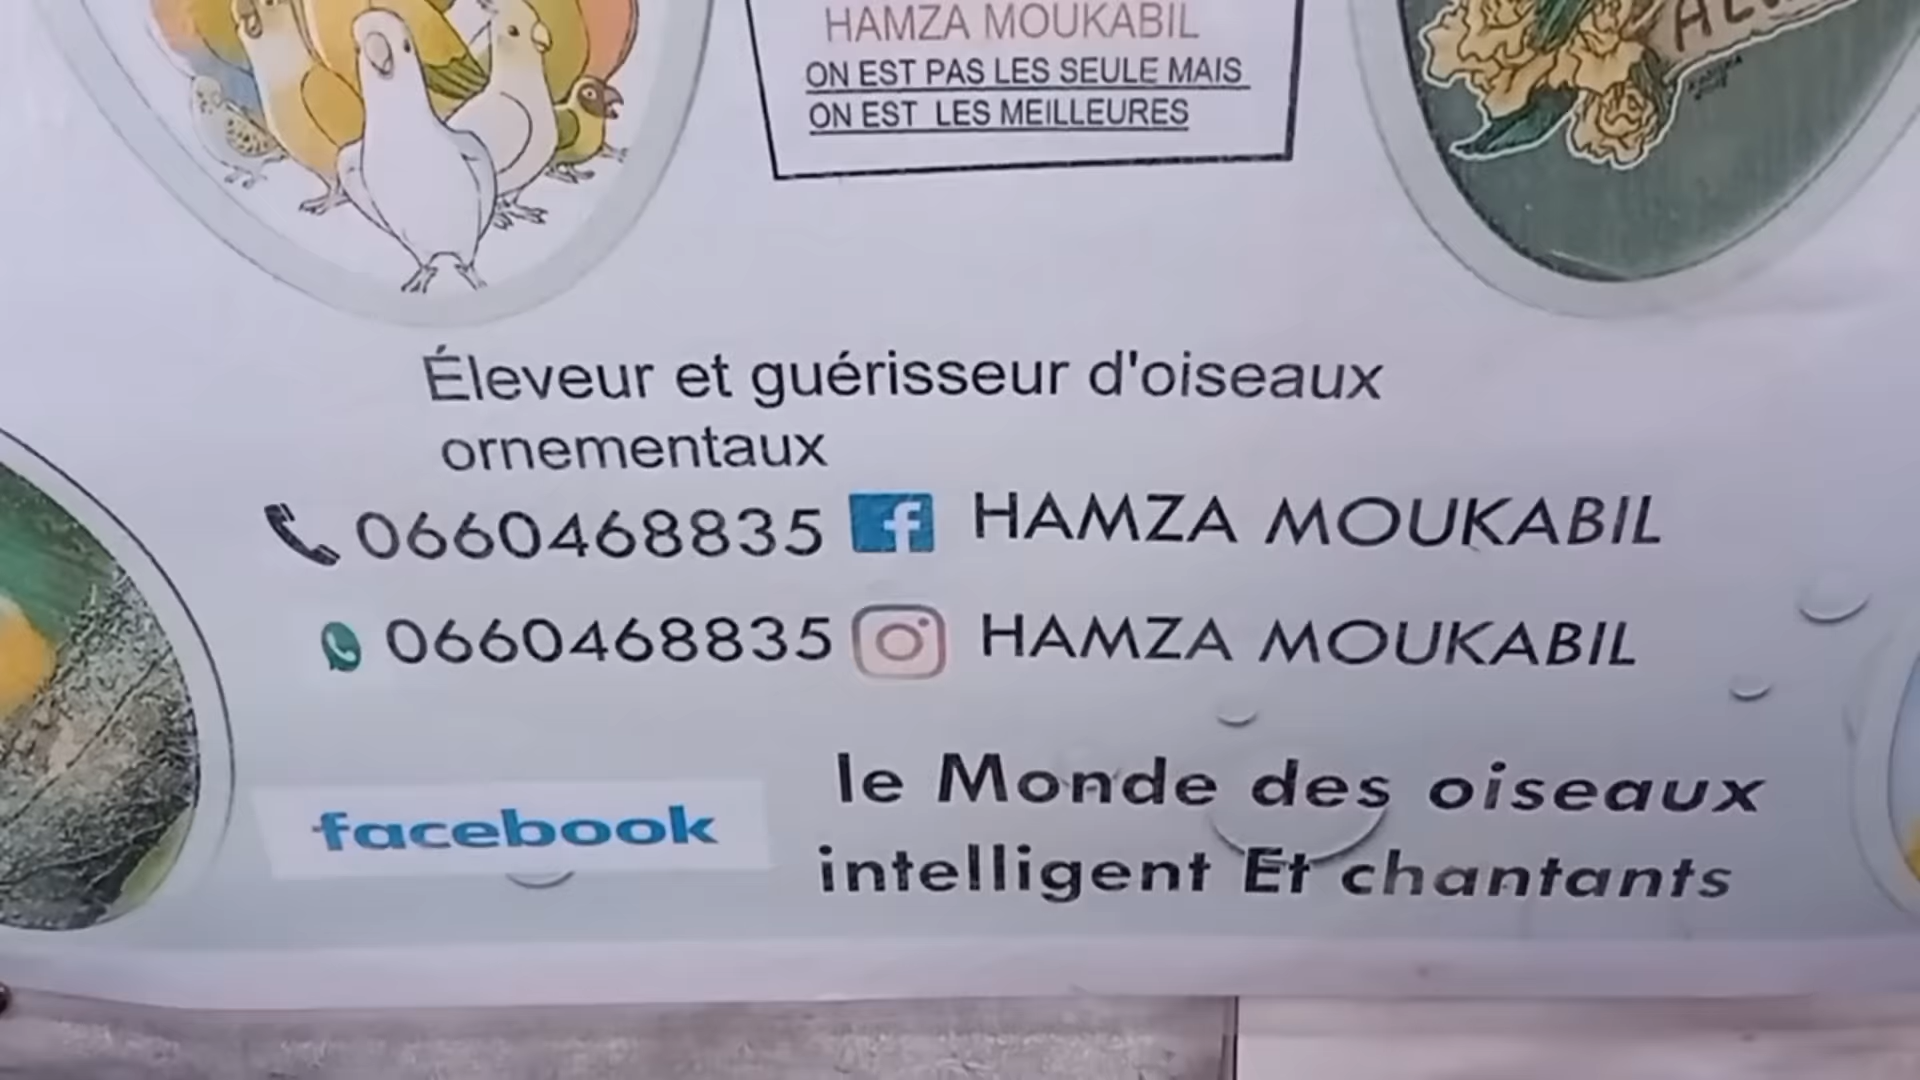 HAMZA MOUKABIL
ON EST PAS LES SEULE MAIS
ON EST LES MEILLEURES
Éleveur et guérisseur d'oiseaux
ornementaux
0660468835 f HAMZA MOUKABIL
0660468835 HAMZA MOUKABIL
facebook
le Monde des oiseaux
intelligent Et chantants